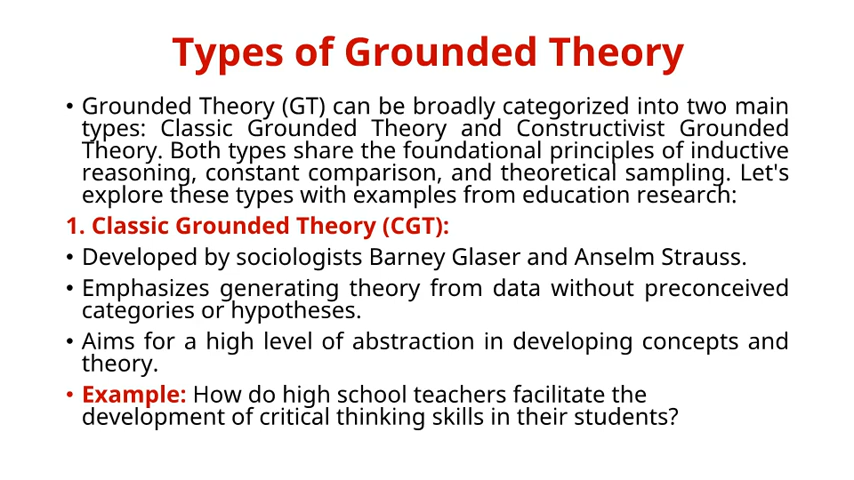 Types of Grounded Theory
• Grounded Theory (GT) can be broadly categorized into two main
types: Classic Grounded Theory and Constructivist Grounded
Theory. Both types share the foundational principles of inductive
reasoning, constant comparison, and theoretical sampling. Let's
explore these types with examples from education research:
1. Classic Grounded Theory (CGT):
• Developed by sociologists Barney Glaser and Anselm Strauss.
• Emphasizes generating theory from data without preconceived
categories or hypotheses.
• Aims for a high level of abstraction in developing concepts and
theory.
• Example: How do high school teachers facilitate the
development of critical thinking skills in their students?